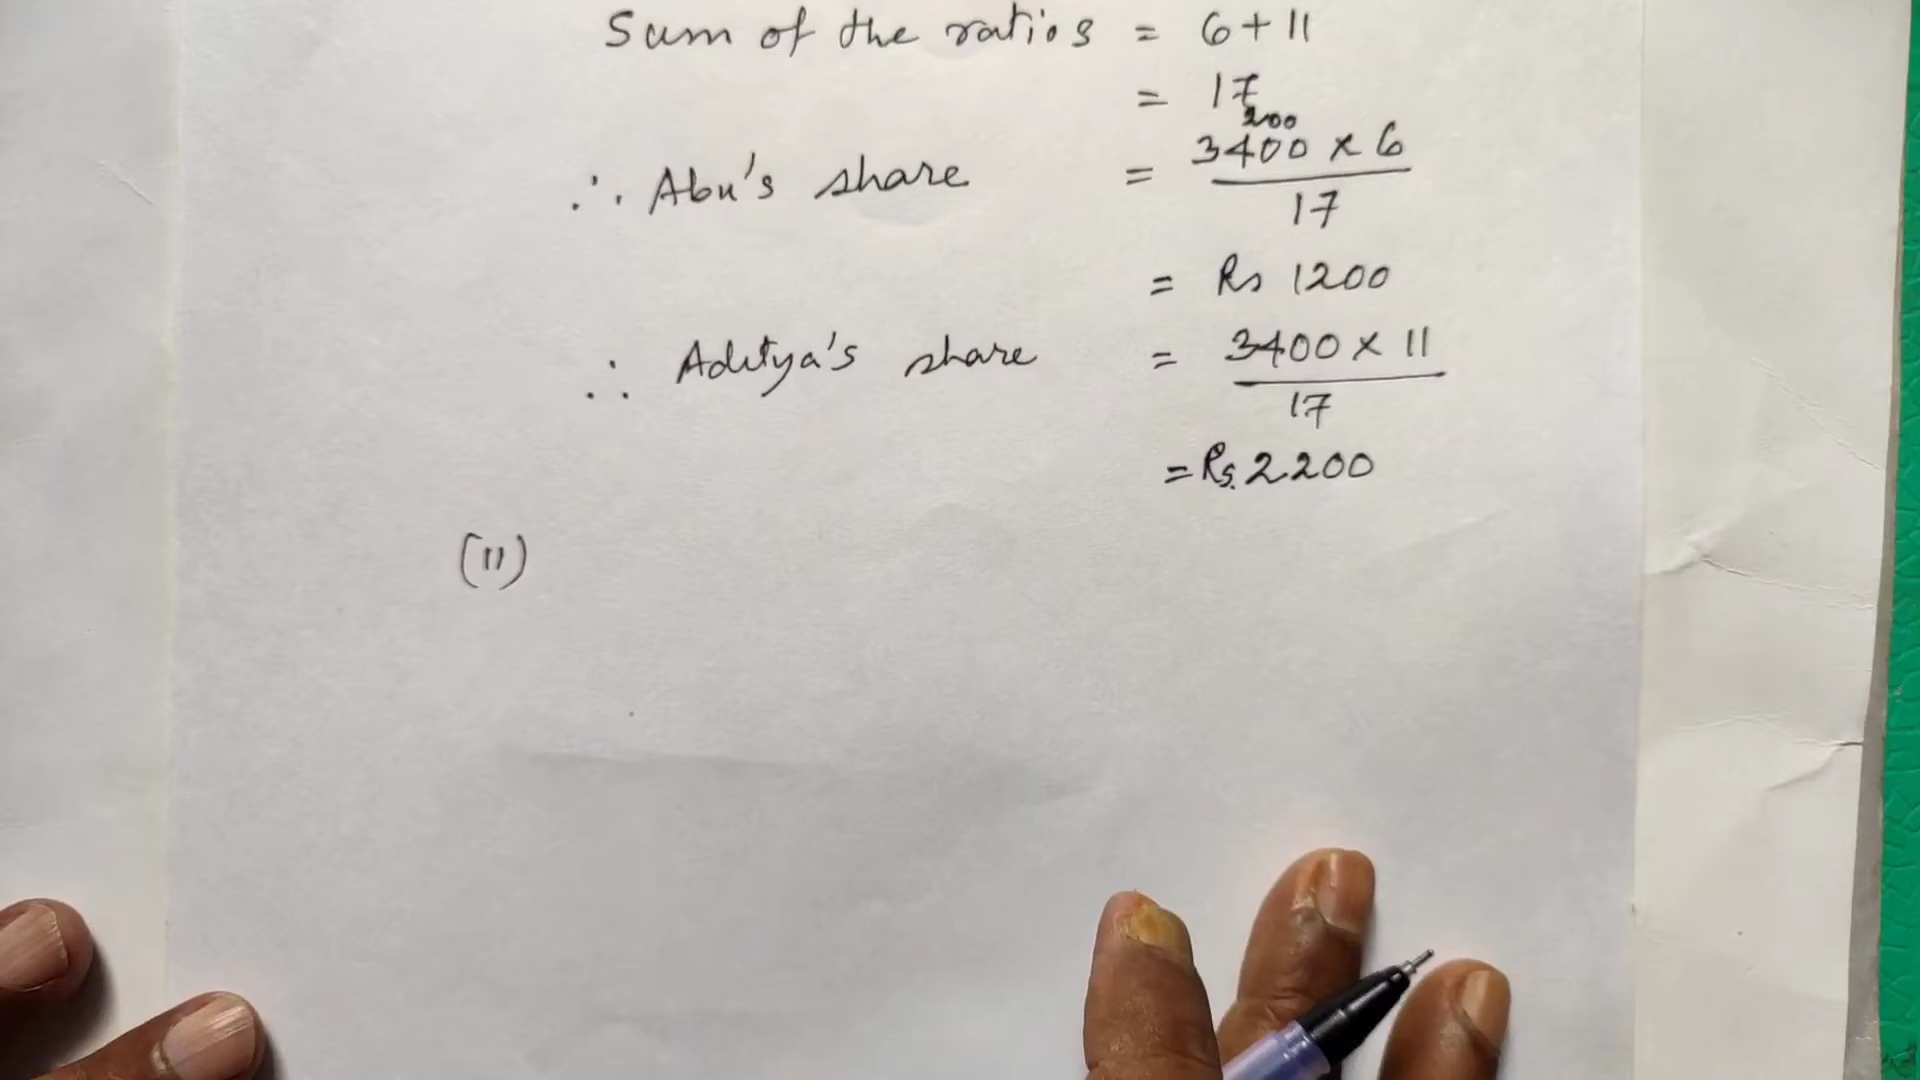 Sum of the ratios = 6 + 11
= 17
200
∴ Abu's share = 3400 x 6
17
= Rs 1200
∴ Aditya's share = 3400 x 11
17
= Rs. 2200
(11)